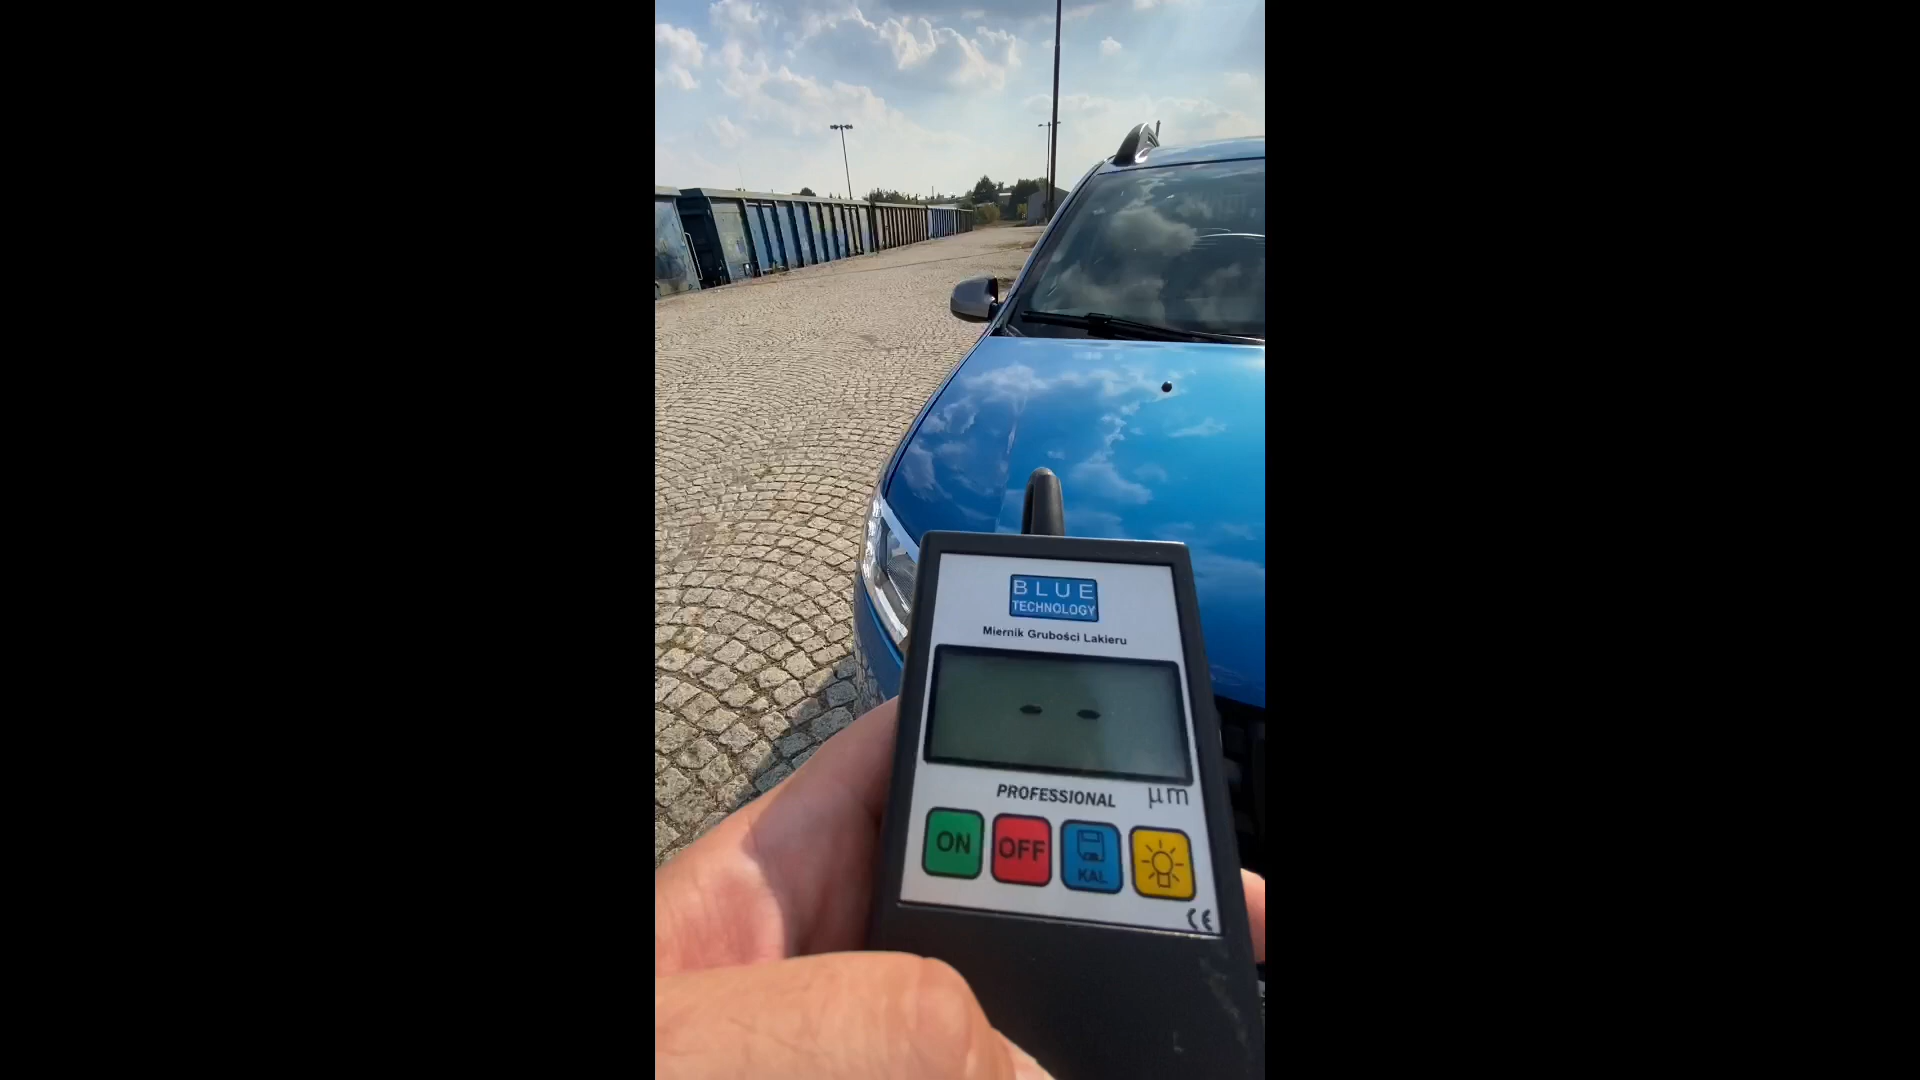 BLUE
TECHNOLOGY
Miernik Grubości Lakieru
- -
PROFESSIONAL μm
ON OFF KAL
CE